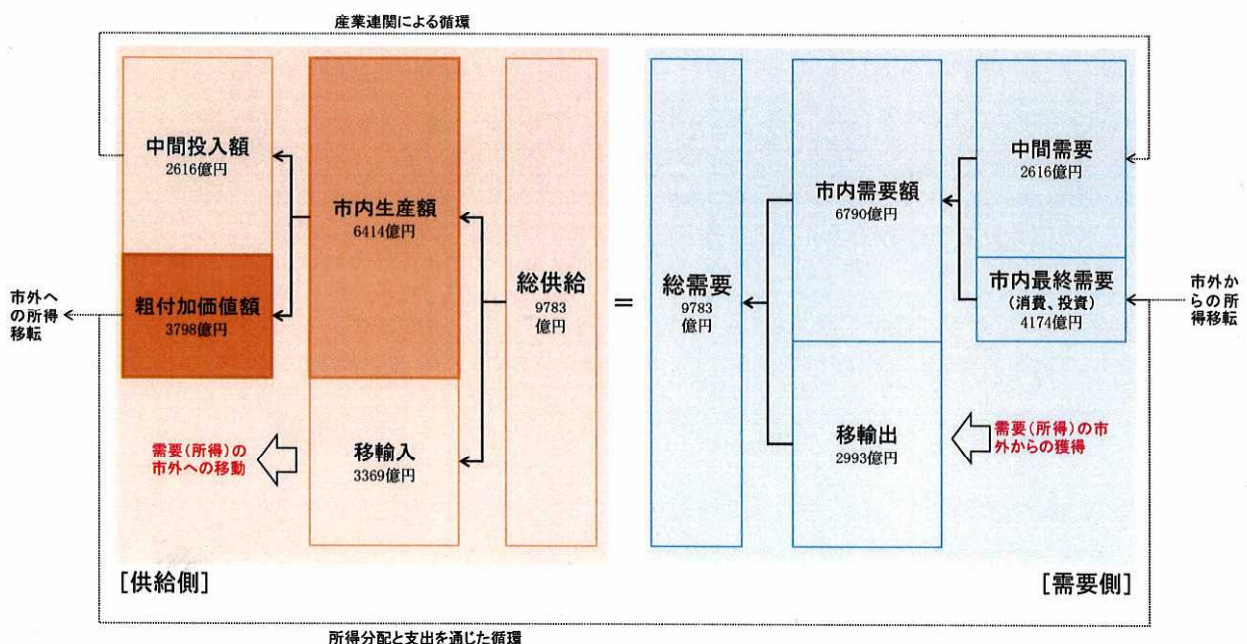 産業連関による循環
中間投入額
2616億円
粗付加価値額
3798億円
市外へ
の所得
移転
市内生産額
6414億円
需要(所得)の
市外への移動
移輸入
3369億円
総供給
9783
億円
[供給側]
=
総需要
9783
億円
市内需要額
6790億円
移輸出
2993億円
中間需要
2616億円
市内最終需要
(消費、投資)
4174億円
需要(所得)の市
外からの獲得
市外か
らの所
得移転
[需要側]
所得分配と支出を通じた循環